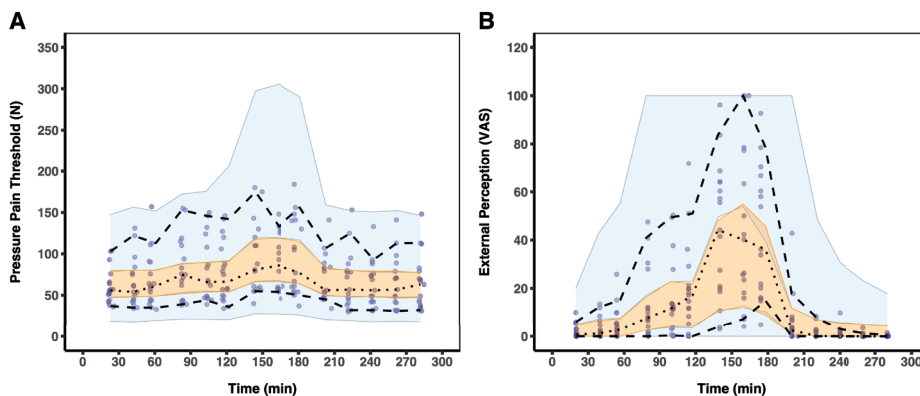 A
Pressure Pain Threshold (N)
350
300
250
200
150
100
50
0
0 30 60 90 120 150 180 210 240 270 300
Time (min)
B
External Perception (VAS)
120
100
80
60
40
20
0
0 30 60 90 120 150 180 210 240 270 300
Time (min)